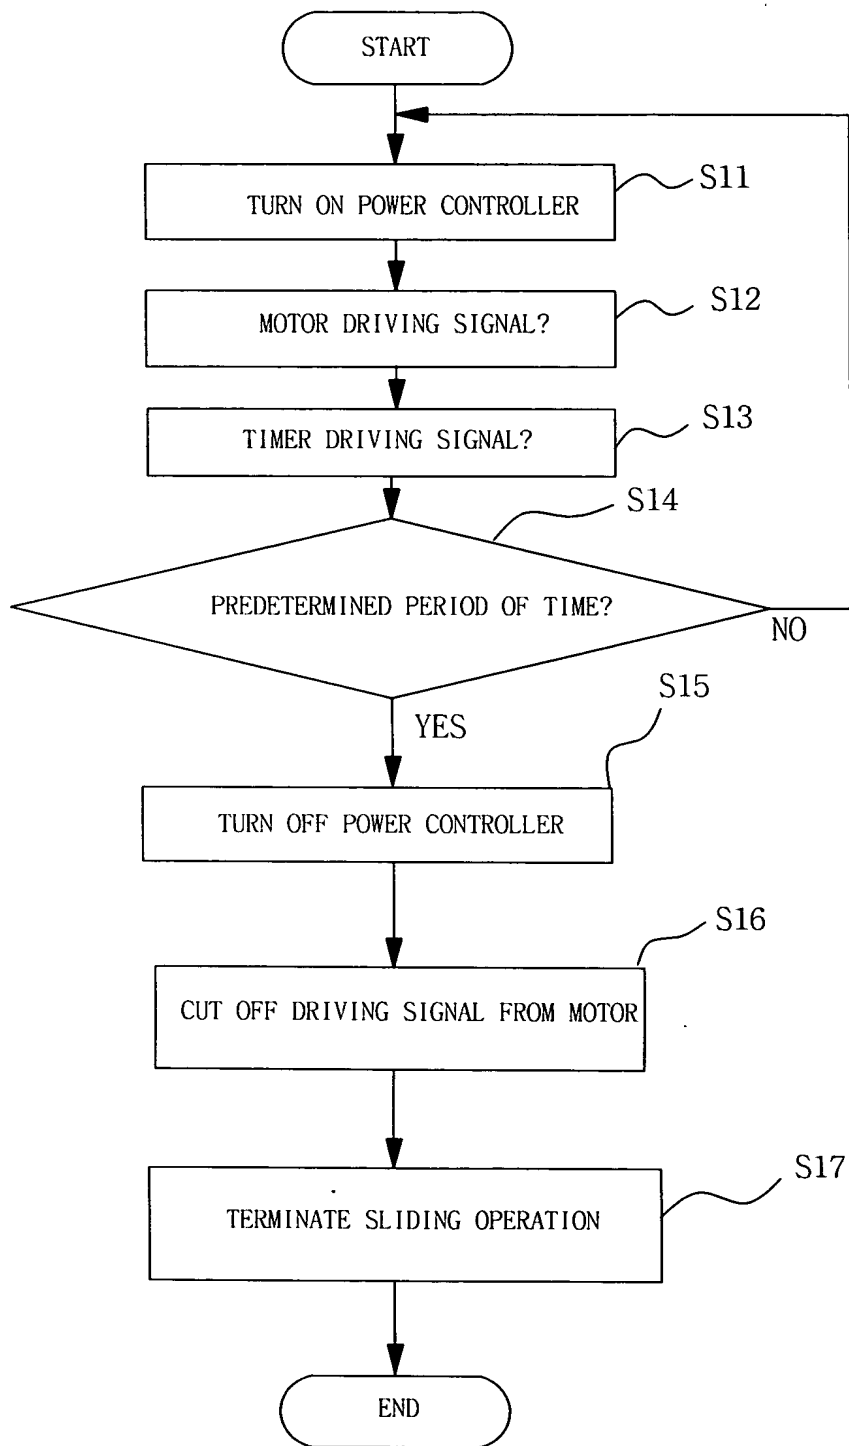 START
TURN ON POWER CONTROLLER
S11
MOTOR DRIVING SIGNAL?
S12
TIMER DRIVING SIGNAL?
S13
S14
PREDETERMINED PERIOD OF TIME?
NO
YES
S15
TURN OFF POWER CONTROLLER
S16
CUT OFF DRIVING SIGNAL FROM MOTOR
S17
TERMINATE SLIDING OPERATION
END